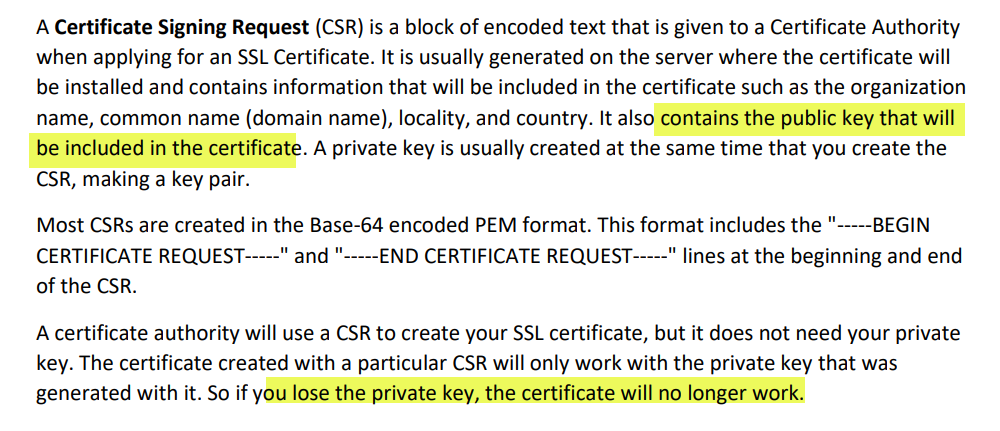 A Certificate Signing Request (CSR) is a block of encoded text that is given to a Certificate Authority
when applying for an SSL Certificate. It is usually generated on the server where the certificate will
be installed and contains information that will be included in the certificate such as the organization
name, common name (domain name), locality, and country. It also contains the public key that will
be included in the certificate. A private key is usually created at the same time that you create the
CSR, making a key pair.
Most CSRs are created in the Base-64 encoded PEM format. This format includes the "-----BEGIN
CERTIFICATE REQUEST-----" and "-----END CERTIFICATE REQUEST-----" lines at the beginning and end
of the CSR.
A certificate authority will use a CSR to create your SSL certificate, but it does not need your private
key. The certificate created with a particular CSR will only work with the private key that was
generated with it. So if you lose the private key, the certificate will no longer work.